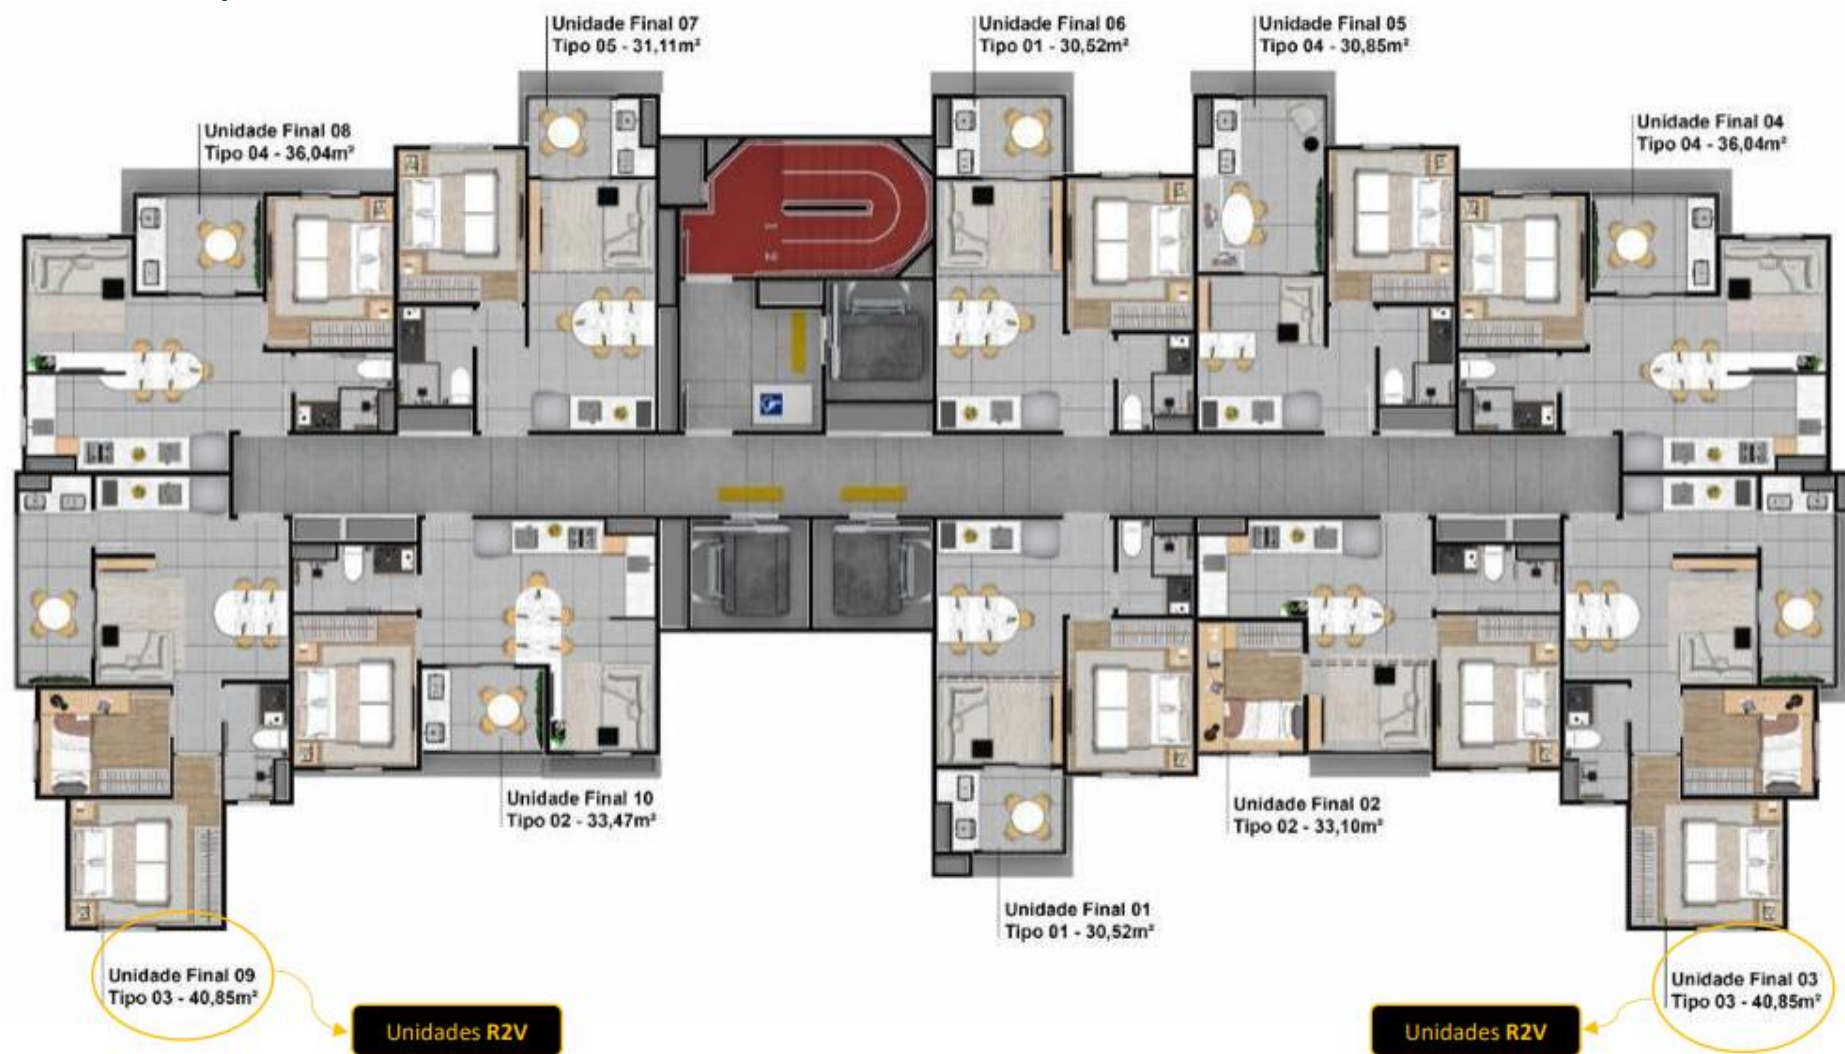 Unidade Final 07
Tipo 05 - 31,11m²
Unidade Final 06
Tipo 01 - 30,52m²
Unidade Final 05
Tipo 04 - 30,85m²
Unidade Final 08
Tipo 04 - 36,04m²
Unidade Final 04
Tipo 04 - 36,04m²
Unidade Final 10
Tipo 02 - 33,47m²
Unidade Final 02
Tipo 02 - 33,10m²
Unidade Final 01
Tipo 01 - 30,52m²
Unidade Final 09
Tipo 03 - 40,85m²
Unidade Final 03
Tipo 03 - 40,85m²
Unidades R2V
Unidades R2V